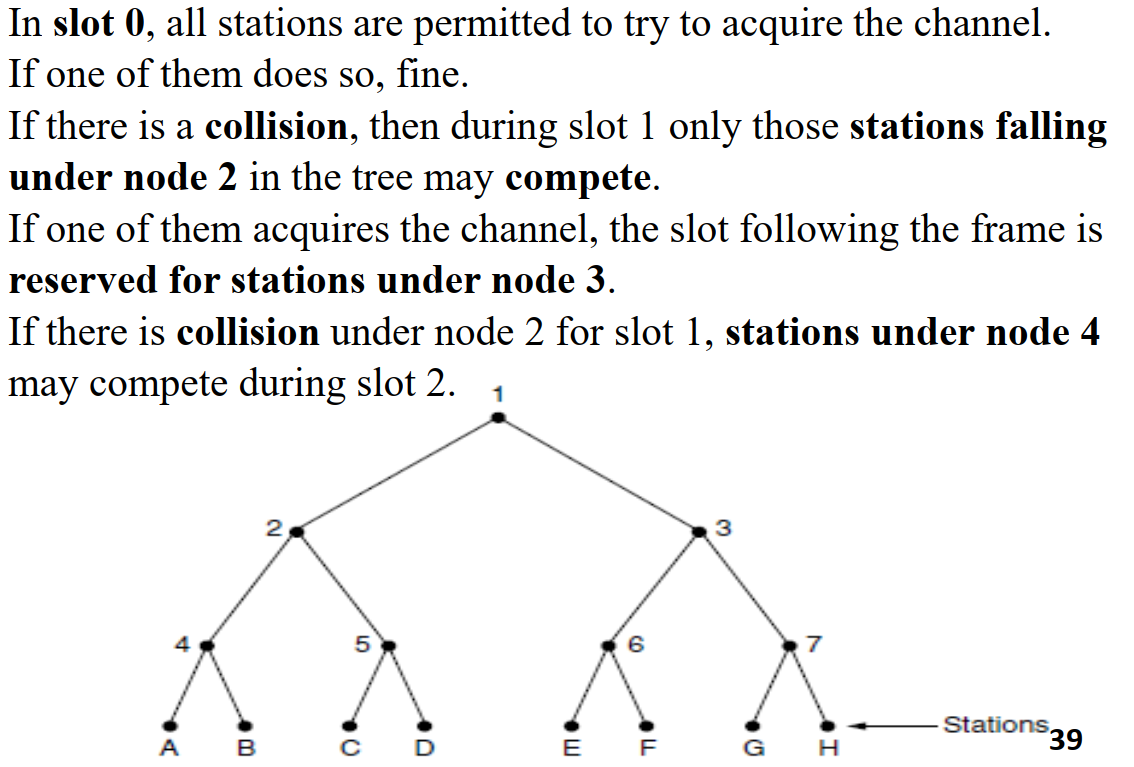 In slot 0, all stations are permitted to try to acquire the channel.
If one of them does so, fine.
If there is a collision, then during slot 1 only those stations falling
under node 2 in the tree may compete.
If one of them acquires the channel, the slot following the frame is
reserved for stations under node 3.
If there is collision under node 2 for slot 1, stations under node 4
may compete during slot 2.
1
2 3
4 5 6 7
Stations
A B C D E F G H
39